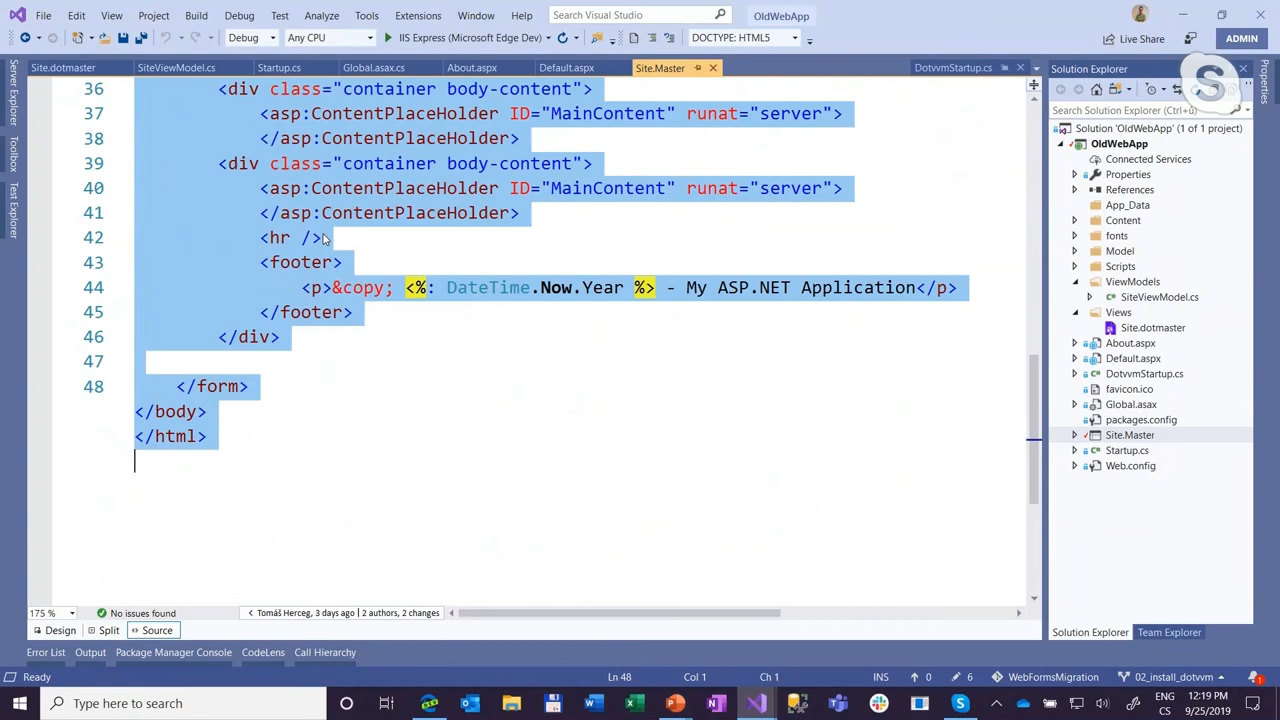 File Edit View Project Build Debug Test Analyze Tools Extensions Window Help Search Visual Studio OldWebApp
Debug Any CPU IIS Express (Microsoft Edge Dev) DOCTYPE: HTML5 Live Share ADMIN
Site.dotmaster SiteViewModel.cs Startup.cs Global.asax.cs About.aspx Default.aspx Site.Master DotvvmStartup.cs
Server Explorer
Toolbox
Test Explorer
36 <div class="container body-content">
37 <asp:ContentPlaceHolder ID="MainContent" runat="server">
38 </asp:ContentPlaceHolder>
39 <div class="container body-content">
40 <asp:ContentPlaceHolder ID="MainContent" runat="server">
41 </asp:ContentPlaceHolder>
42 <hr />
43 <footer>
44 <p>&copy; <%: DateTime.Now.Year %> - My ASP.NET Application</p>
45 </footer>
46 </div>
47
48 </form>
</body>
</html>
175 % No issues found Tomáš Herceg, 3 days ago | 2 authors, 2 changes
Design Split Source
Solution Explorer
Search Solution Explorer (Ctrl+ů)
Solution 'OldWebApp' (1 of 1 project)
OldWebApp
Connected Services
Properties
References
App_Data
Content
fonts
Model
Scripts
ViewModels
SiteViewModel.cs
Views
Site.dotmaster
About.aspx
Default.aspx
DotvvmStartup.cs
favicon.ico
Global.asax
packages.config
Site.Master
Startup.cs
Web.config
Solution Explorer Team Explorer
Properties
Error List Output Package Manager Console CodeLens Call Hierarchy
Ready Ln 48 Col 1 Ch 1 INS 0 6 WebFormsMigration 02_install_dotvvm 1
Type here to search ENG 12:19 PM
CS 9/25/2019